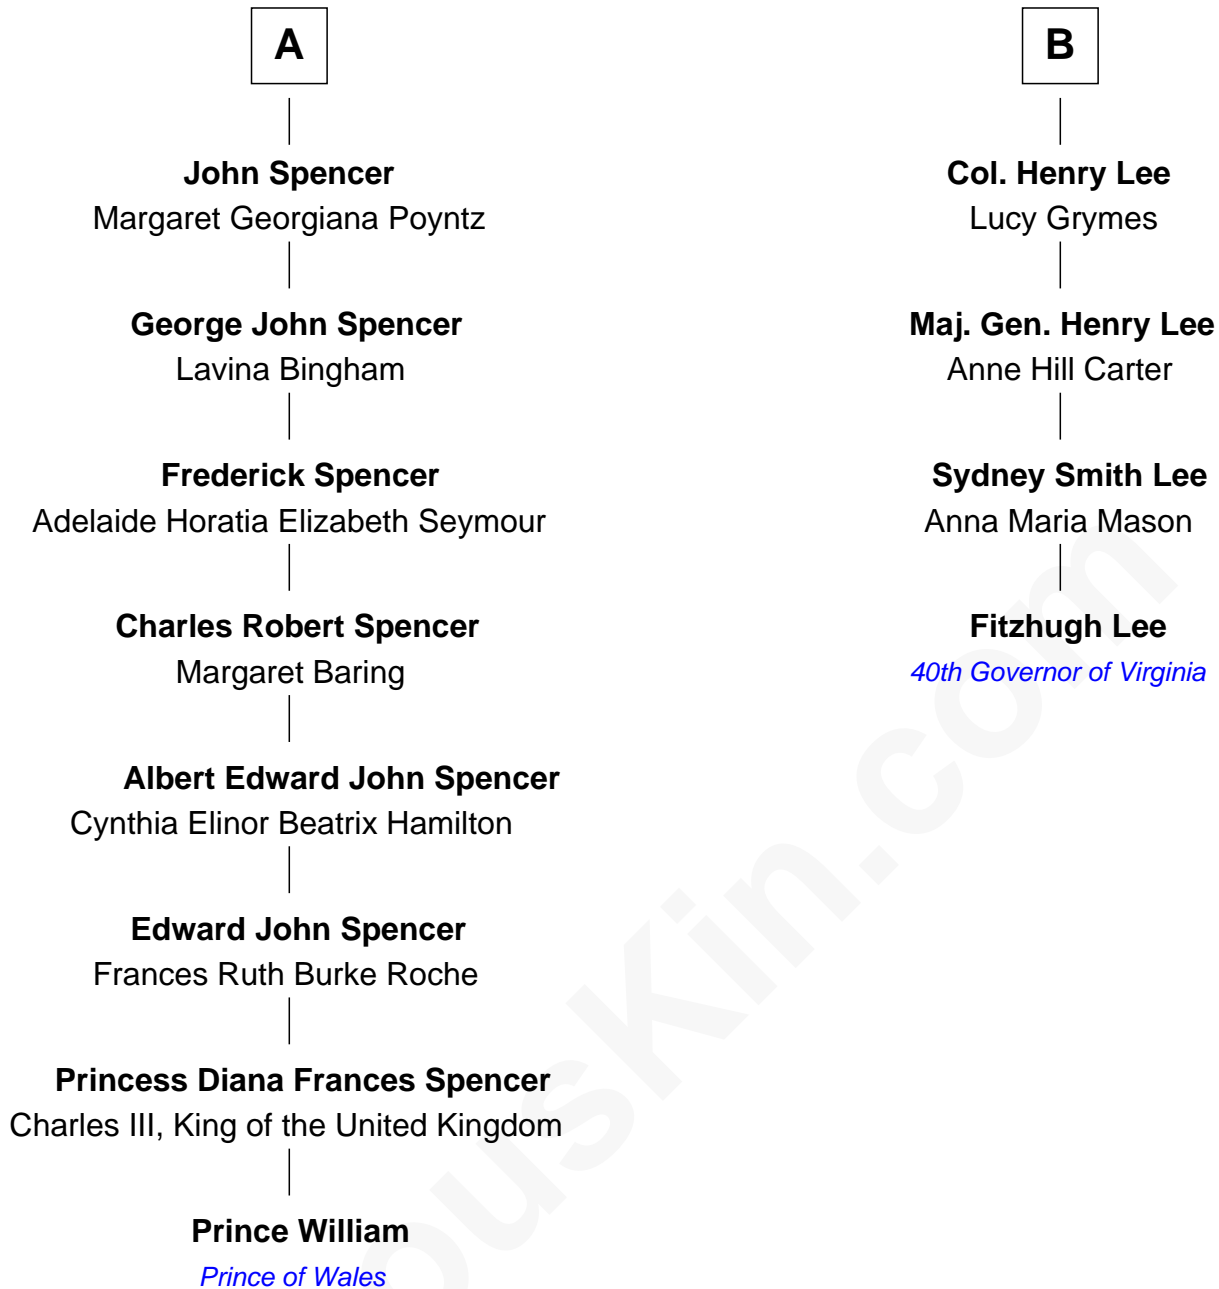 A
John Spencer
Margaret Georgiana Poyntz
George John Spencer
Lavina Bingham
Frederick Spencer
Adelaide Horatia Elizabeth Seymour
Charles Robert Spencer
Margaret Baring
Albert Edward John Spencer
Cynthia Elinor Beatrix Hamilton
Edward John Spencer
Frances Ruth Burke Roche
Princess Diana Frances Spencer
Charles III, King of the United Kingdom
Prince William
Prince of Wales
B
Col. Henry Lee
Lucy Grymes
Maj. Gen. Henry Lee
Anne Hill Carter
Sydney Smith Lee
Anna Maria Mason
Fitzhugh Lee
40th Governor of Virginia
ousKin.com